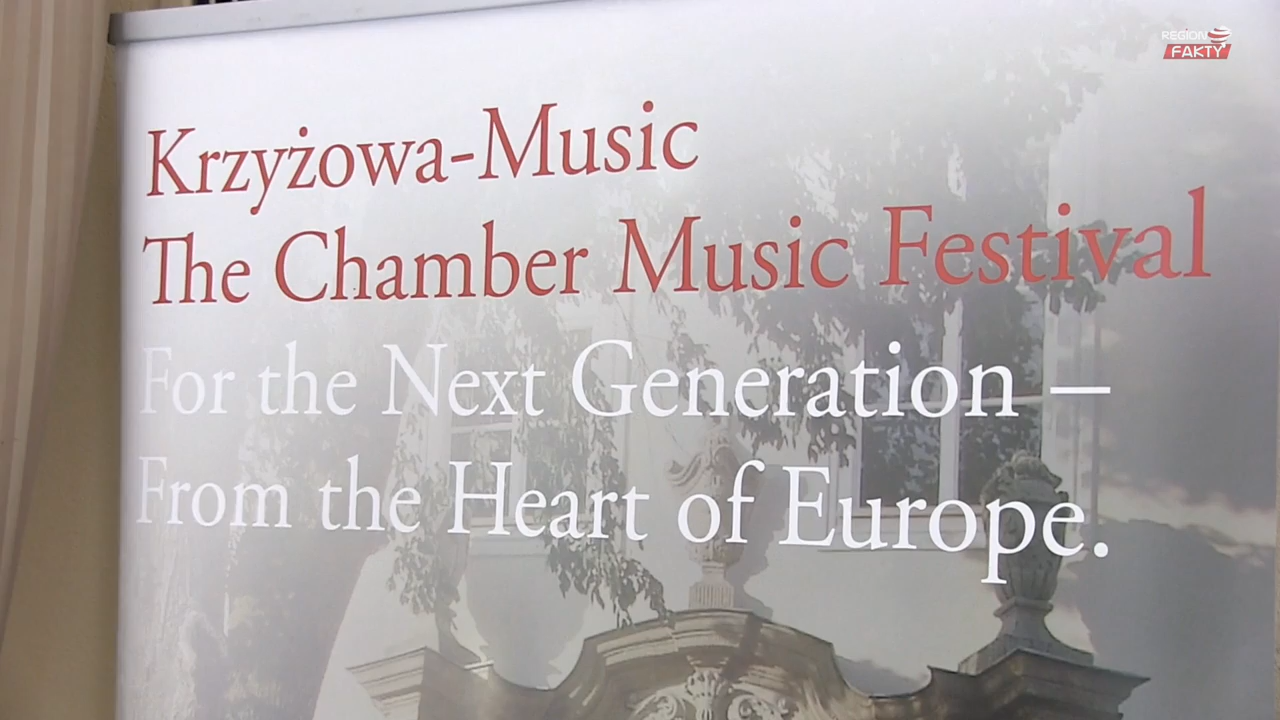 REGION
FAKTY
Krzyżowa-Music
The Chamber Music Festival
For the Next Generation –
From the Heart of Europe.